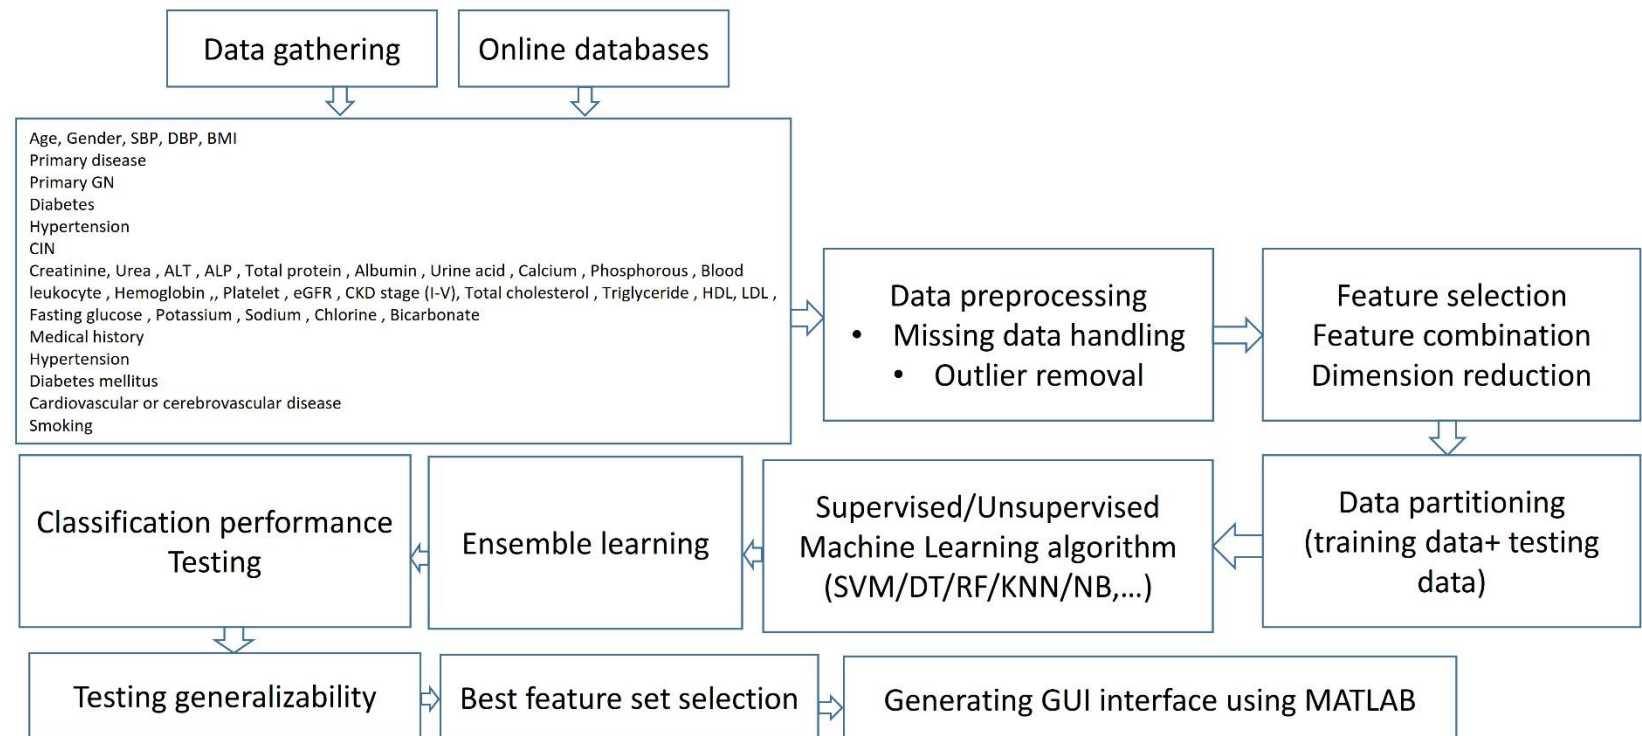 Data gathering
Online databases
Age, Gender, SBP, DBP, BMI
Primary disease
Primary GN
Diabetes
Hypertension
CIN
Creatinine, Urea , ALT , ALP , Total protein , Albumin , Urine acid , Calcium , Phosphorous , Blood
leukocyte , Hemoglobin ,, Platelet , eGFR , CKD stage (I-V), Total cholesterol , Triglyceride , HDL, LDL ,
Fasting glucose , Potassium , Sodium , Chlorine , Bicarbonate
Medical history
Hypertension
Diabetes mellitus
Cardiovascular or cerebrovascular disease
Smoking
Data preprocessing
• Missing data handling
• Outlier removal
Feature selection
Feature combination
Dimension reduction
Data partitioning
(training data+ testing
data)
Supervised/Unsupervised
Machine Learning algorithm
(SVM/DT/RF/KNN/NB,...)
Ensemble learning
Classification performance
Testing
Testing generalizability
Best feature set selection
Generating GUI interface using MATLAB